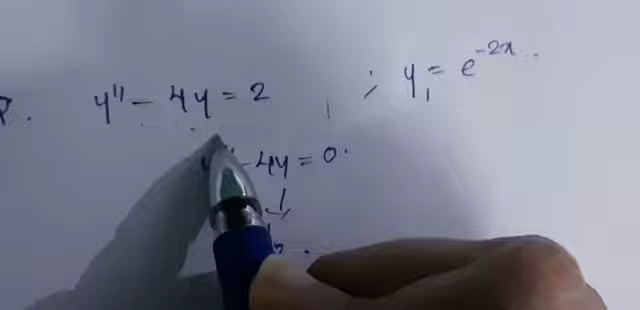 y'' - 4y = 2 ; y₁ = e^{-2x}.
- 4y = 0.